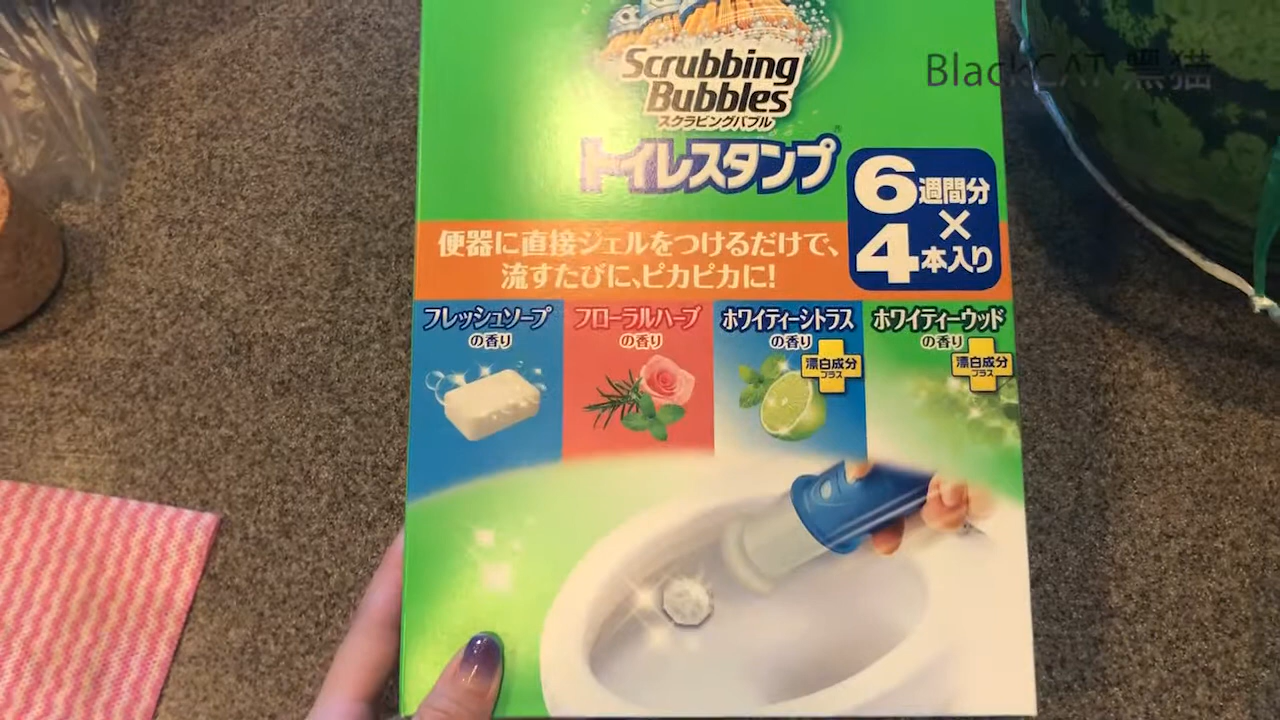 BlackCAT 黑猫
Scrubbing
Bubbles
スクラビングバブル
トイレスタンプ
6週間分
×
4本入り
便器に直接ジェルをつけるだけで、
流すたびに、ピカピカに!
フレッシュソープ
の香り
フローラルハーブ
の香り
ホワイティーシトラス
の香り
漂白成分
プラス
ホワイティーウッド
の香り
漂白成分
プラス